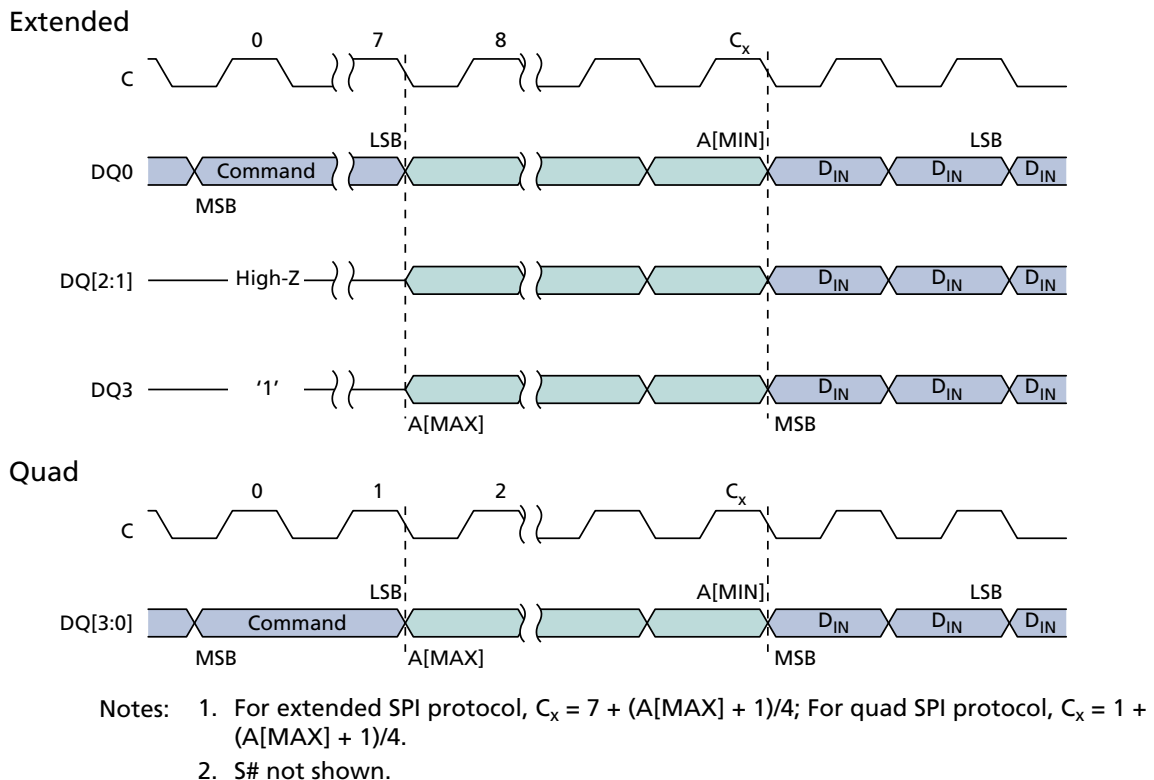 Extended
0 7 8 Cx
C
LSB A[MIN] LSB
DQ0 Command DIN DIN DIN
MSB
DQ[2:1] High-Z DIN DIN DIN
DQ3 ‘1’ DIN DIN DIN
A[MAX] MSB
Quad
0 1 2 Cx
C
LSB A[MIN] LSB
DQ[3:0] Command DIN DIN DIN
MSB A[MAX] MSB
Notes: 1. For extended SPI protocol, Cx = 7 + (A[MAX] + 1)/4; For quad SPI protocol, Cx = 1 +
(A[MAX] + 1)/4.
2. S# not shown.